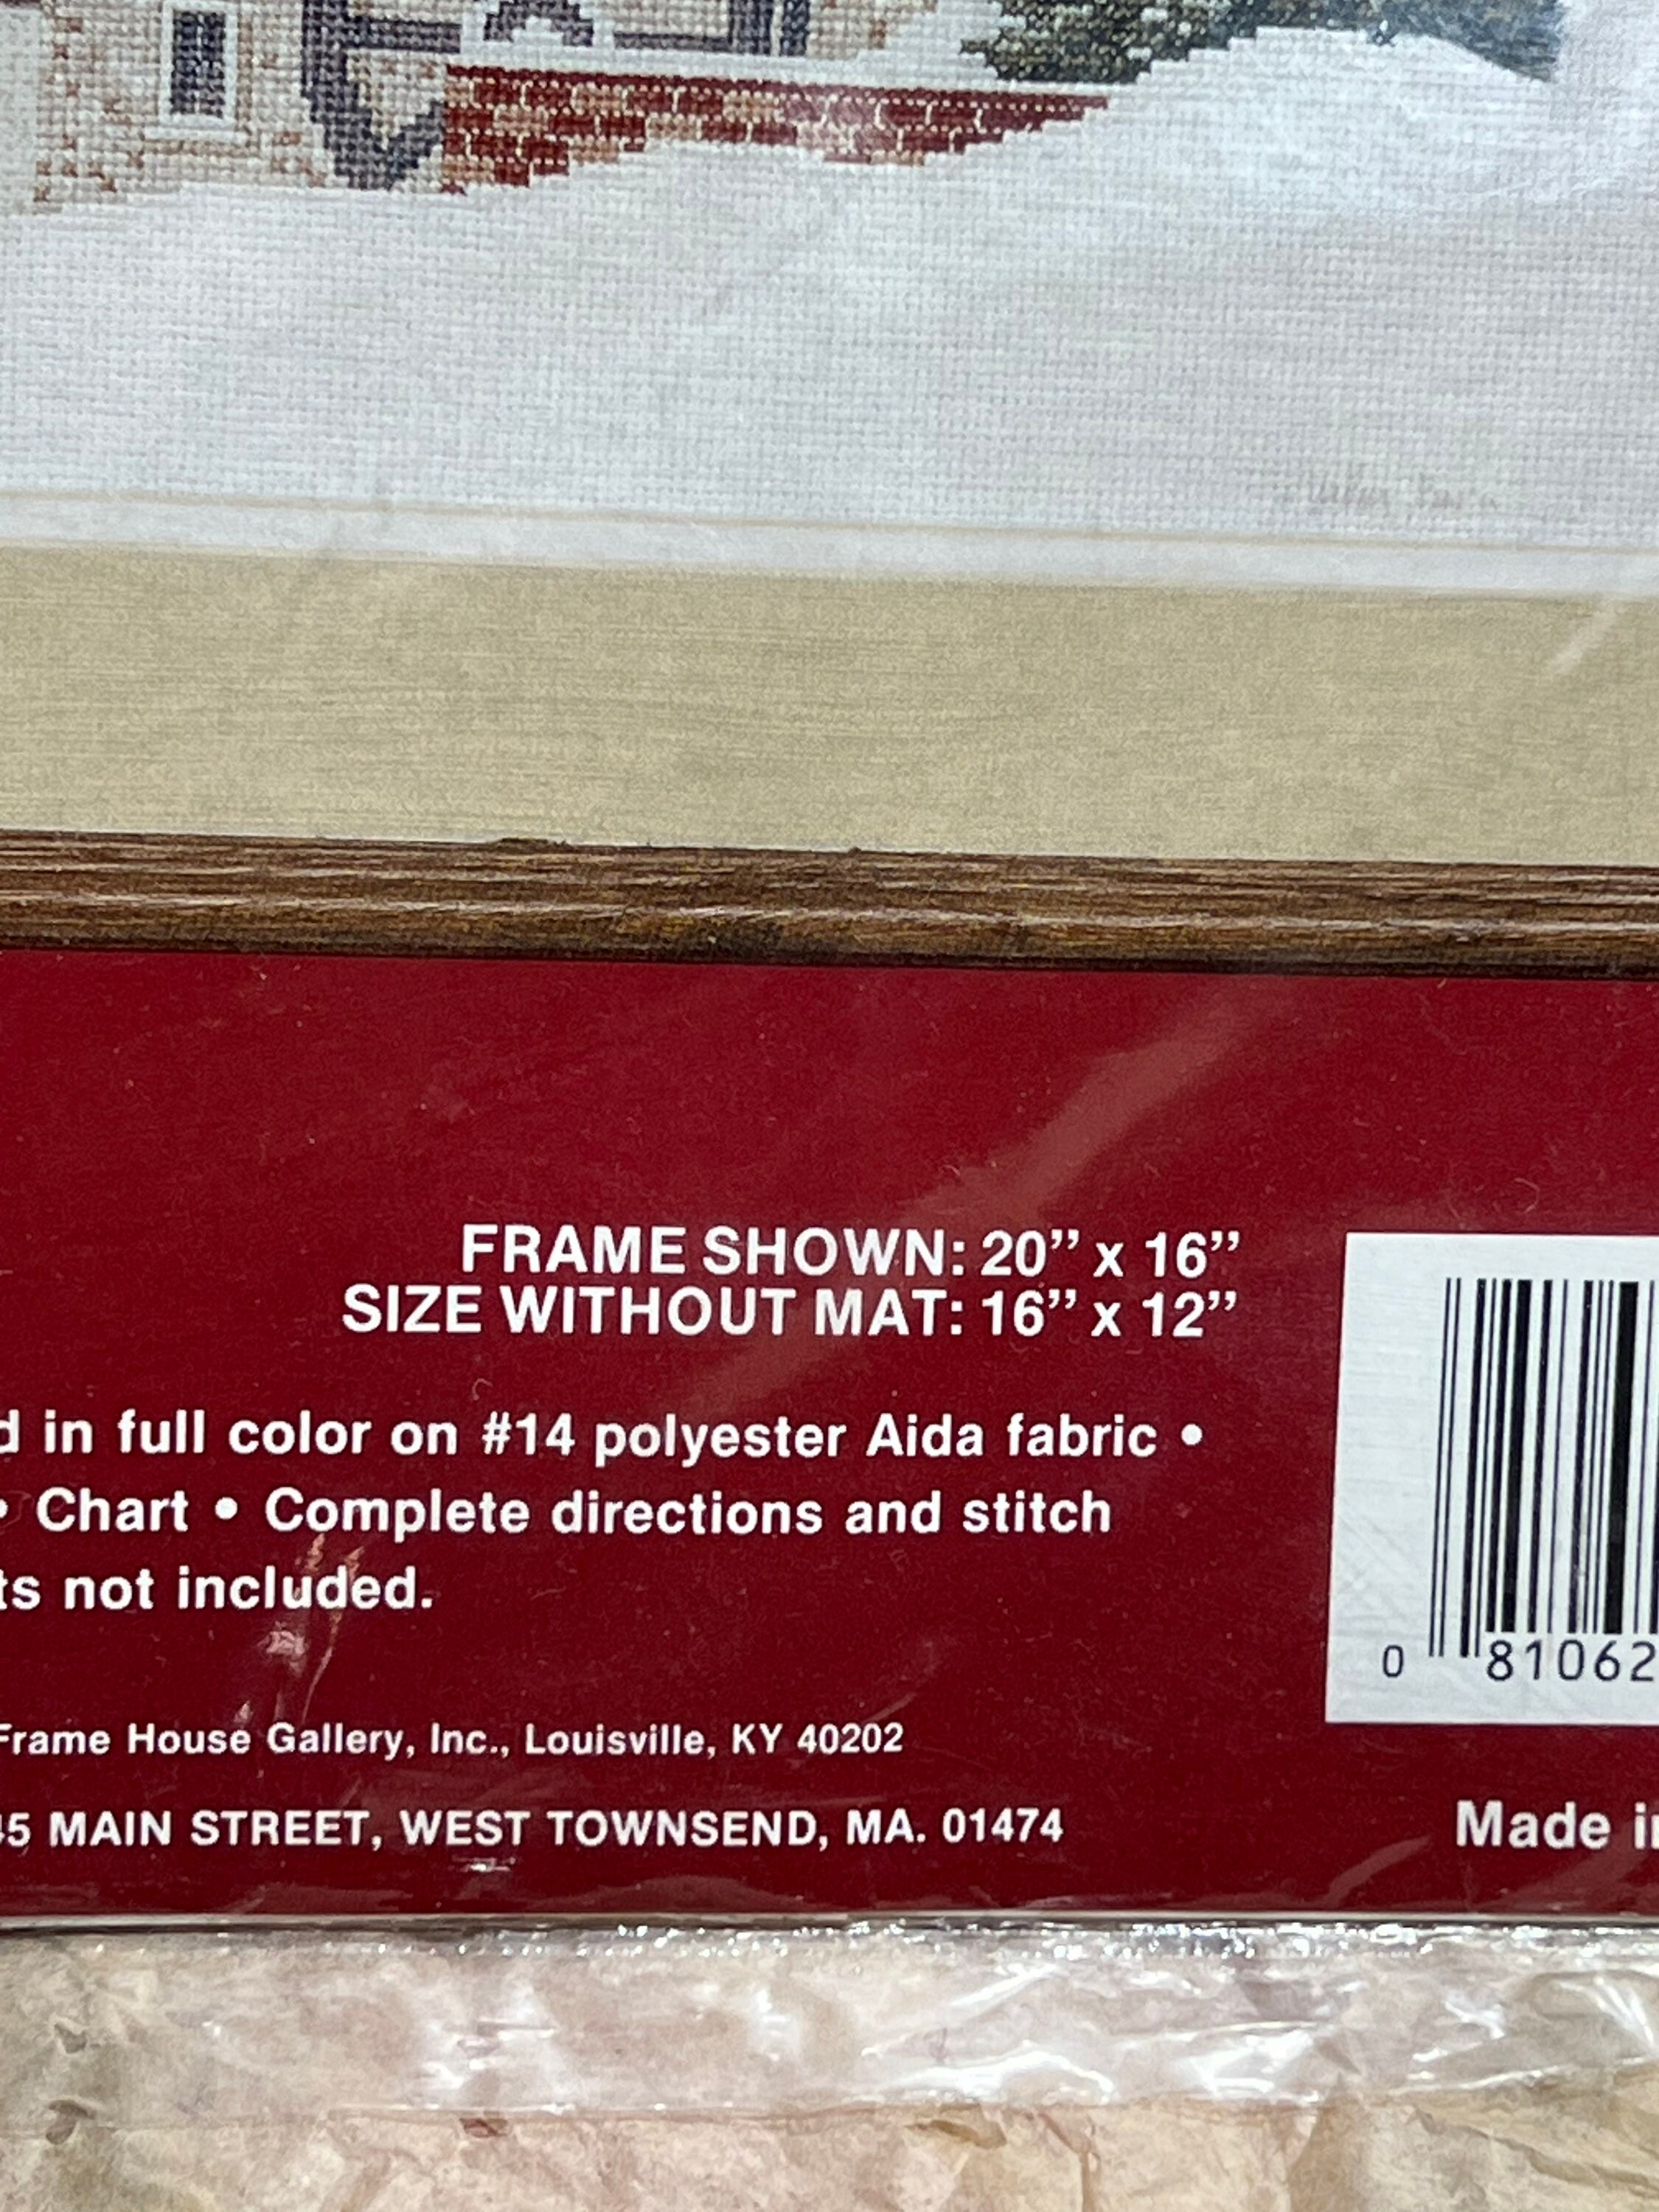 FRAME SHOWN: 20” x 16”
SIZE WITHOUT MAT: 16” x 12”
d in full color on #14 polyester Aida fabric •
• Chart • Complete directions and stitch
ts not included.
0 81062
Frame House Gallery, Inc., Louisville, KY 40202
45 MAIN STREET, WEST TOWNSEND, MA. 01474
Made in